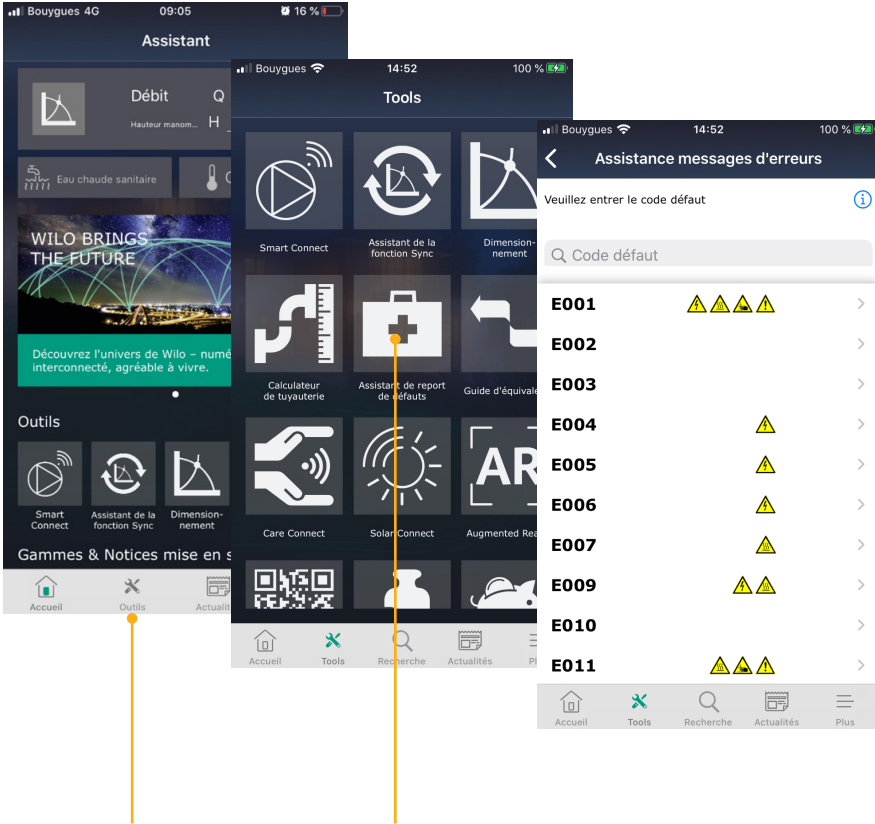 Bouygues 4G 09:05 16 %
Assistant
Débit Q
Hauteur manom... H _
Eau chaude sanitaire
WILO BRINGS
THE FUTURE
Découvrez l'univers de Wilo – numé
interconnecté, agréable à vivre.
Outils
Smart
Connect
Assistant de la
fonction Sync
Dimension-
nement
Gammes & Notices mise en s
Accueil
Outils
Actualit
Bouygues 14:52 100 %
Tools
Smart Connect
Assistant de la
fonction Sync
Dimension-
nement
Calculateur
de tuyauterie
Assistant de report
de défauts
Guide d'équivale
Care Connect
Solar Connect
AR
Augmented Rea
Accueil
Tools
Recherche
Actualités
Pl
Bouygues 14:52 100 %
Assistance messages d'erreurs
Veuillez entrer le code défaut
Code défaut
E001
E002
E003
E004
E005
E006
E007
E009
E010
E011
Accueil
Tools
Recherche
Actualités
Plus